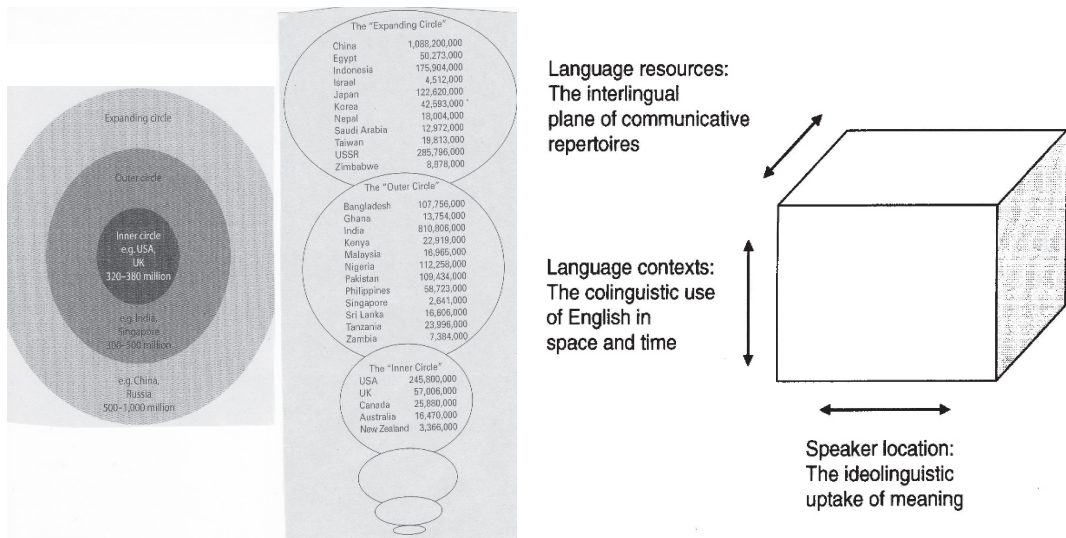 Expanding circle
Outer circle
Inner circle
e.g. USA,
UK
320–380 million
e.g. India,
Singapore
300–500 million
e.g. China,
Russia
500–1,000 million
The "Expanding Circle"
China 1,088,200,000
Egypt 50,273,000
Indonesia 175,904,000
Israel 4,512,000
Japan 122,620,000
Korea 42,593,000
Nepal 18,004,000
Saudi Arabia 12,972,000
Taiwan 19,813,000
USSR 285,796,000
Zimbabwe 8,878,000
The "Outer Circle"
Bangladesh 107,756,000
Ghana 13,754,000
India 810,806,000
Kenya 22,919,000
Malaysia 16,965,000
Nigeria 112,258,000
Pakistan 109,434,000
Philippines 58,723,000
Singapore 2,641,000
Sri Lanka 16,606,000
Tanzania 23,996,000
Zambia 7,384,000
The "Inner Circle"
USA 245,800,000
UK 57,006,000
Canada 25,880,000
Australia 16,470,000
New Zealand 3,366,000
Language resources:
The interlingual
plane of communicative
repertoires
Language contexts:
The colinguistic use
of English in
space and time
Speaker location:
The ideolinguistic
uptake of meaning